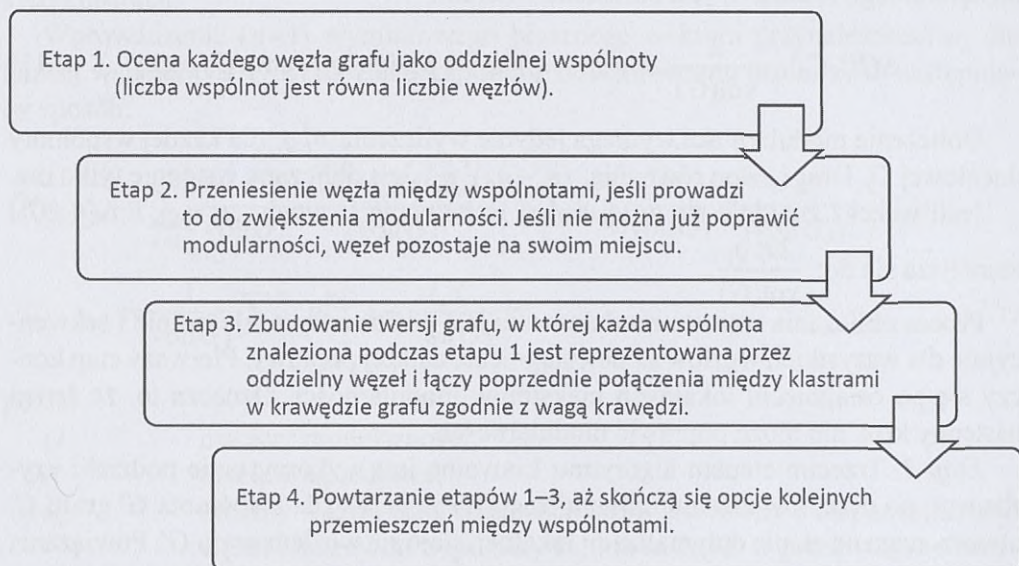 Etap 1. Ocena każdego węzła grafu jako oddzielnej wspólnoty
(liczba wspólnot jest równa liczbie węzłów).
Etap 2. Przeniesienie węzła między wspólnotami, jeśli prowadzi
to do zwiększenia modularności. Jeśli nie można już poprawić
modularności, węzeł pozostaje na swoim miejscu.
Etap 3. Zbudowanie wersji grafu, w której każda wspólnota
znaleziona podczas etapu 1 jest reprezentowana przez
oddzielny węzeł i łączy poprzednie połączenia między klastrami
w krawędzie grafu zgodnie z wagą krawędzi.
Etap 4. Powtarzanie etapów 1–3, aż skończą się opcje kolejnych
przemieszczeń między wspólnotami.